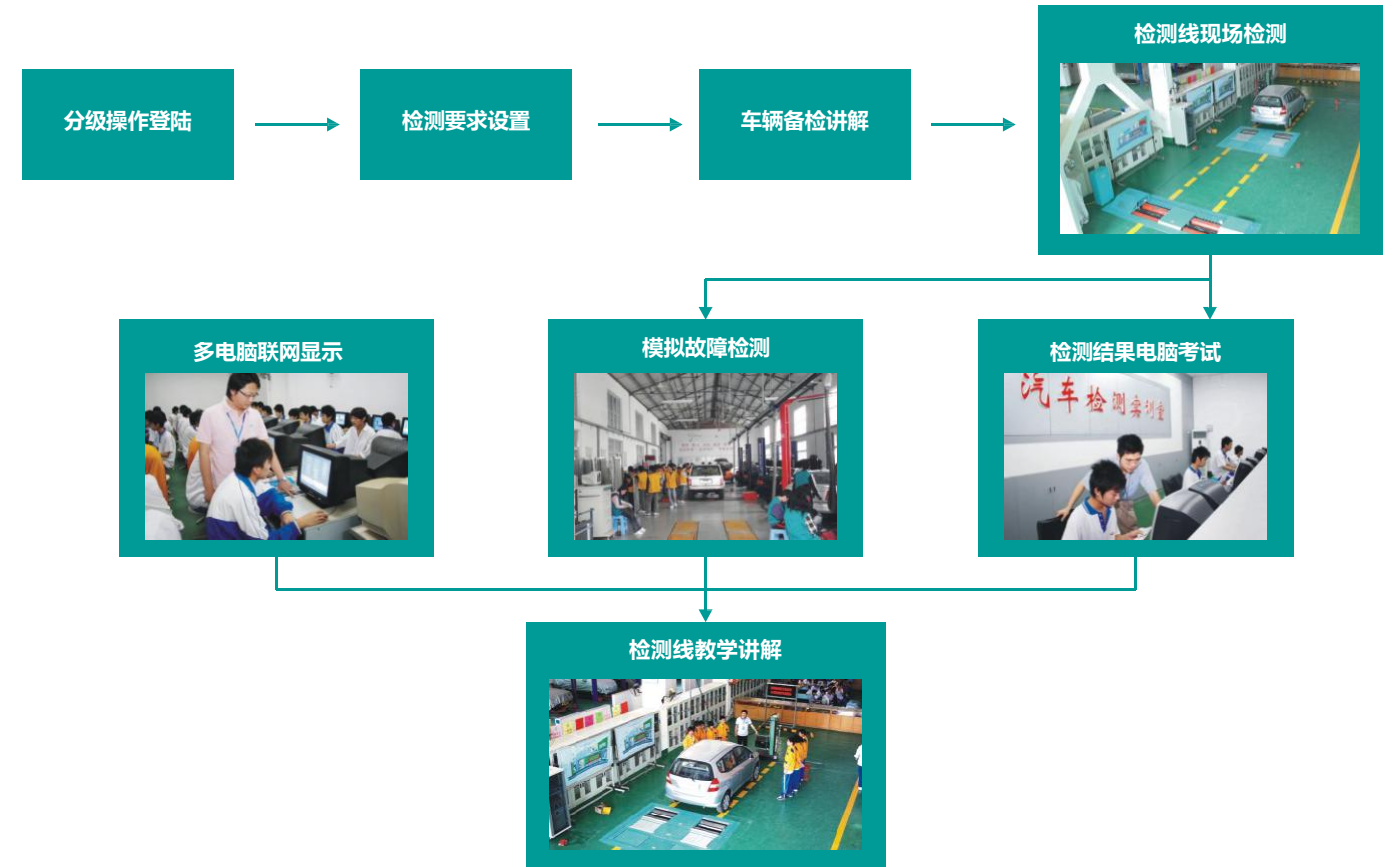 检测线现场检测
分级操作登陆
检测要求设置
车辆备检讲解
多电脑联网显示
模拟故障检测
检测结果电脑考试
汽车检测实训室
检测线教学讲解